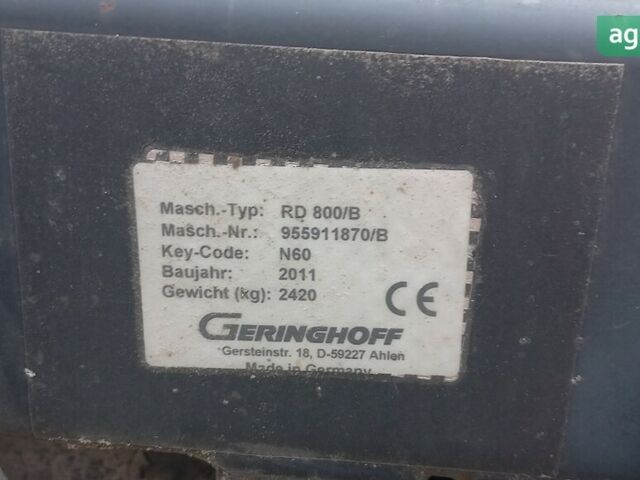 ag
Masch.-Typ: RD 800/B
Masch.-Nr.: 955911870/B
Key-Code: N60
Baujahr: 2011
Gewicht (kg): 2420
CE
GERINGHOFF
Gersteinstr. 18, D-59227 Ahlen
Made in Germany